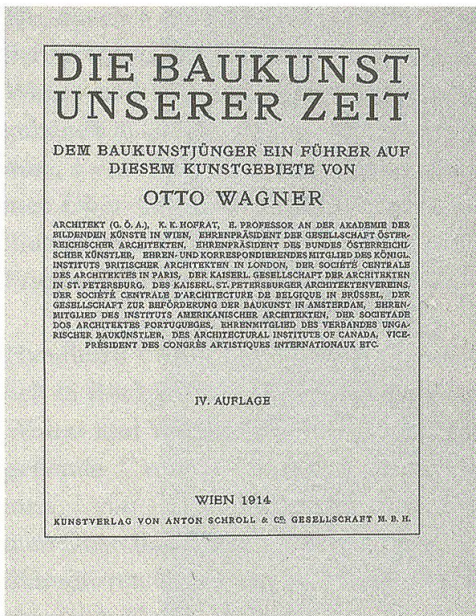 DIE BAUKUNST
UNSERER ZEIT
DEM BAUKUNSTJÜNGER EIN FÜHRER AUF
DIESEM KUNSTGEBIETE VON
OTTO WAGNER
ARCHITEKT (G. Ö. A.), K. K. HOFRAT, E. PROFESSOR AN DER AKADEMIE DER
BILDENDEN KÜNSTE IN WIEN, EHRENPRÄSIDENT DER GESELLSCHAFT ÖSTER-
REICHISCHER ARCHITEKTEN, EHRENPRÄSIDENT DES BUNDES ÖSTERREICHI-
SCHER KÜNSTLER, EHREN- UND KORRESPONDIERENDES MITGLIED DES KÖNIGL.
INSTITUTS BRITISCHER ARCHITEKTEN IN LONDON, DER SOCIÉTÉ CENTRALE
DES ARCHITECTES IN PARIS, DER KAISERL. GESELLSCHAFT DER ARCHITEKTEN
IN ST. PETERSBURG, DES KAISERL. ST. PETERSBURGER ARCHITEKTENVEREINS,
DER SOCIÉTÉ CENTRALE D'ARCHITECTURE DE BELGIQUE IN BRÜSSEL, DER
GESELLSCHAFT ZUR BEFÖRDERUNG DER BAUKUNST IN AMSTERDAM, EHREN-
MITGLIED DES INSTITUTS AMERIKANISCHER ARCHITEKTEN, DER SOCIETADE
DOS ARCHITECTES PORTUGUEGES, EHRENMITGLIED DES VERBANDES UNGA-
RISCHER BAUKÜNSTLER, DES ARCHITECTURAL INSTITUTE OF CANADA, VICE-
PRÉSIDENT DES CONGRÈS ARTISTIQUES INTERNATIONAUX ETC.
IV. AUFLAGE
WIEN 1914
KUNSTVERLAG VON ANTON SCHROLL & Co. GESELLSCHAFT M. B. H.